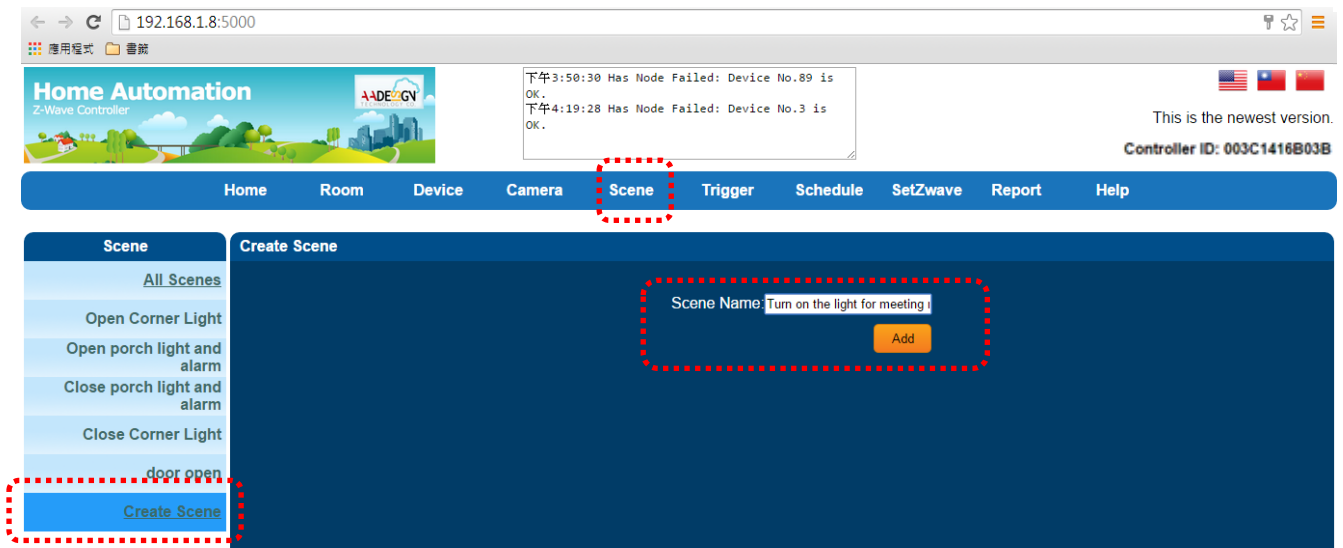 192.168.1.8:5000
應用程式 書籤
Home Automation
Z-Wave Controller
AADESIGN
TECHNOLOGY CO.
下午3:50:30 Has Node Failed: Device No.89 is
OK.
下午4:19:28 Has Node Failed: Device No.3 is
OK.
This is the newest version.
Controller ID: 003C1416B03B
Home Room Device Camera Scene Trigger Schedule SetZwave Report Help
Scene
All Scenes
Open Corner Light
Open porch light and
alarm
Close porch light and
alarm
Close Corner Light
door open
Create Scene
Create Scene
Scene Name: Turn on the light for meeting
Add